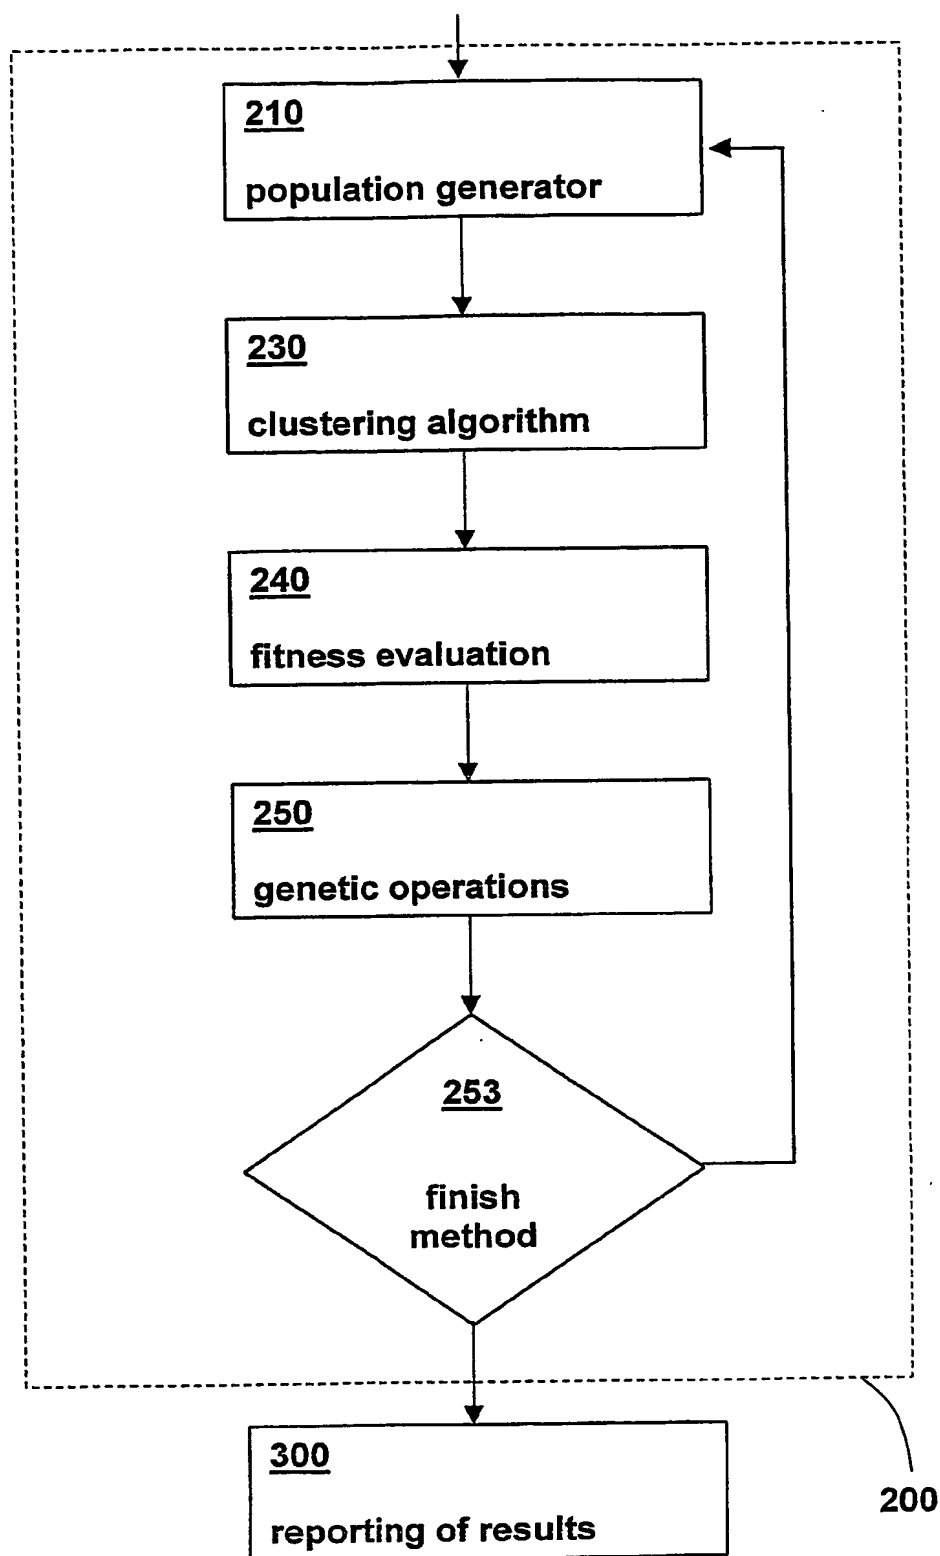 210
population generator
230
clustering algorithm
240
fitness evaluation
250
genetic operations
253
finish
method
300
reporting of results
200